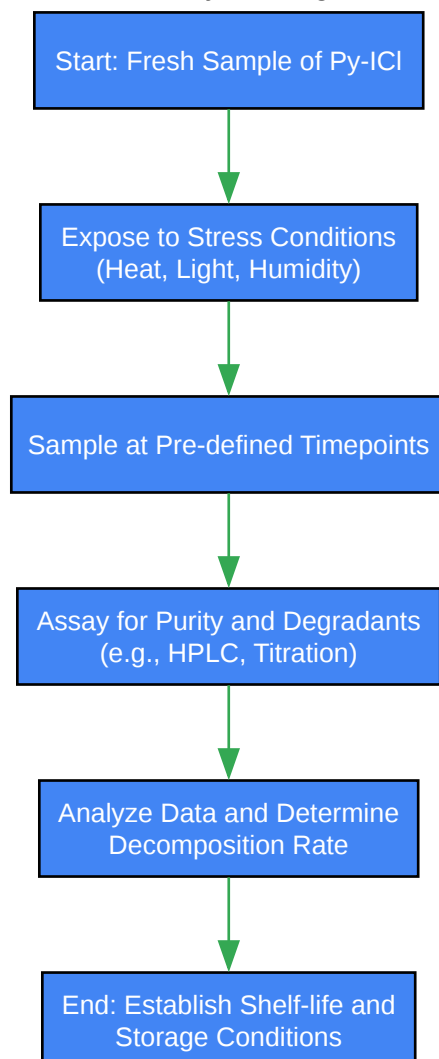 Start: Fresh Sample of Py-ICl
Expose to Stress Conditions
(Heat, Light, Humidity)
Sample at Pre-defined Timepoints
Assay for Purity and Degradants
(e.g., HPLC, Titration)
Analyze Data and Determine
Decomposition Rate
End: Establish Shelf-life and
Storage Conditions